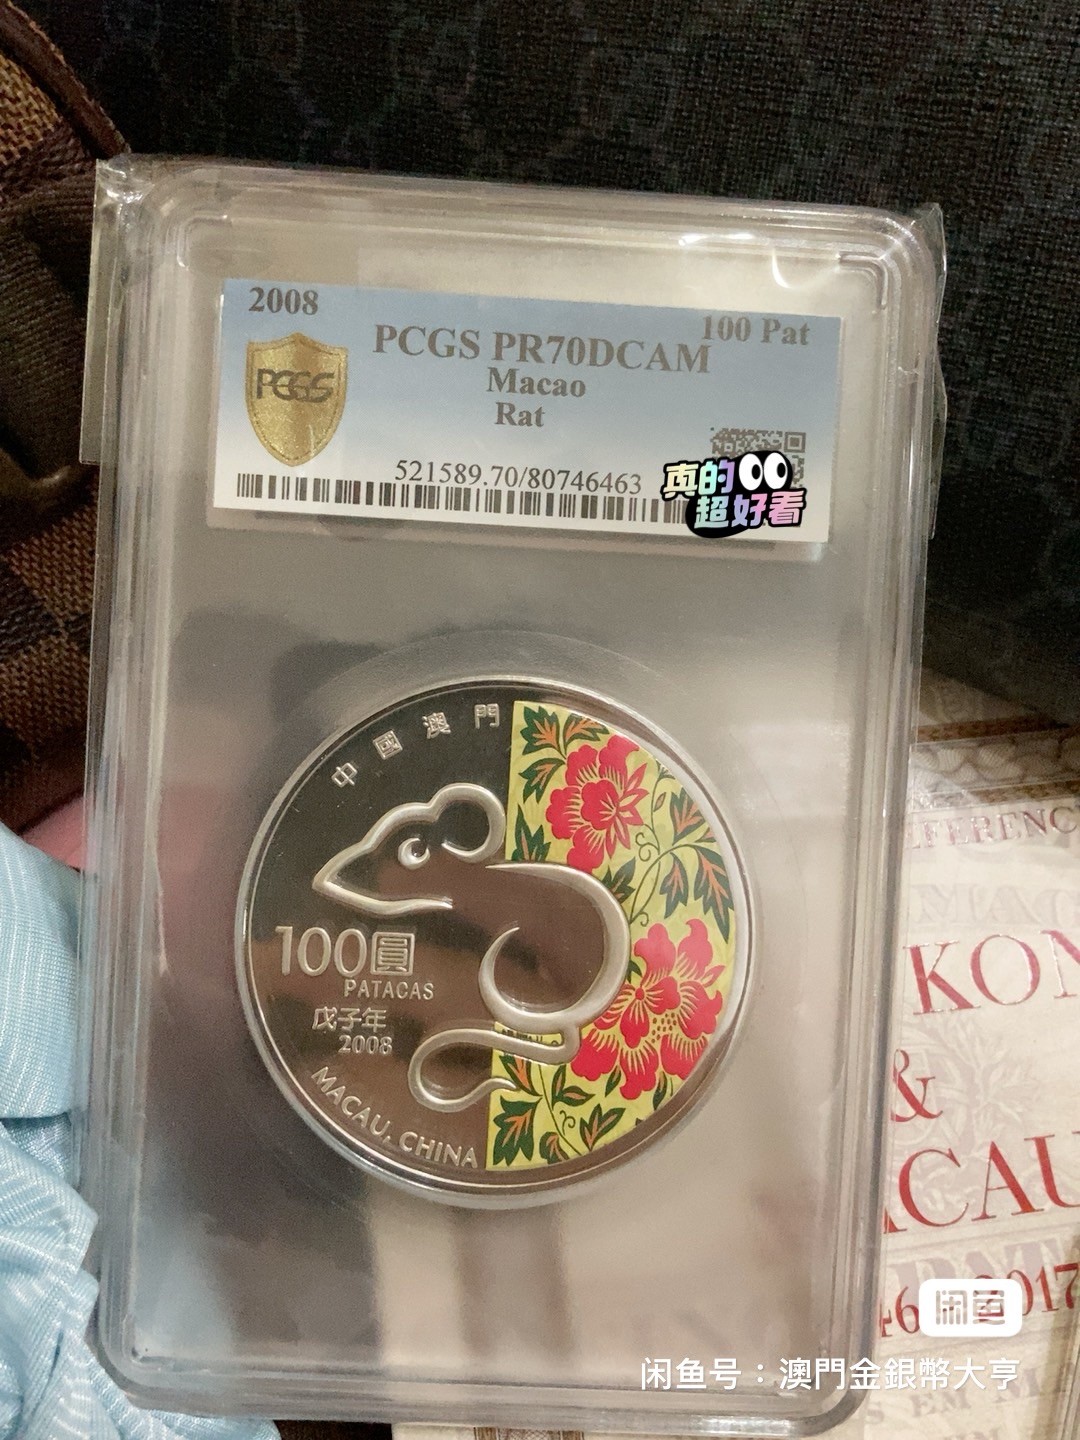 2008
100 Pat
PCGS PR70DCAM
PCGS
Macao
Rat
521589.70/80746463
真的
超好看
中國澳門
100圓
PATACAS
戊子年
2008
MACAU, CHINA
KON
&
2017
闲鱼
闲鱼号：澳門金銀幣大亨